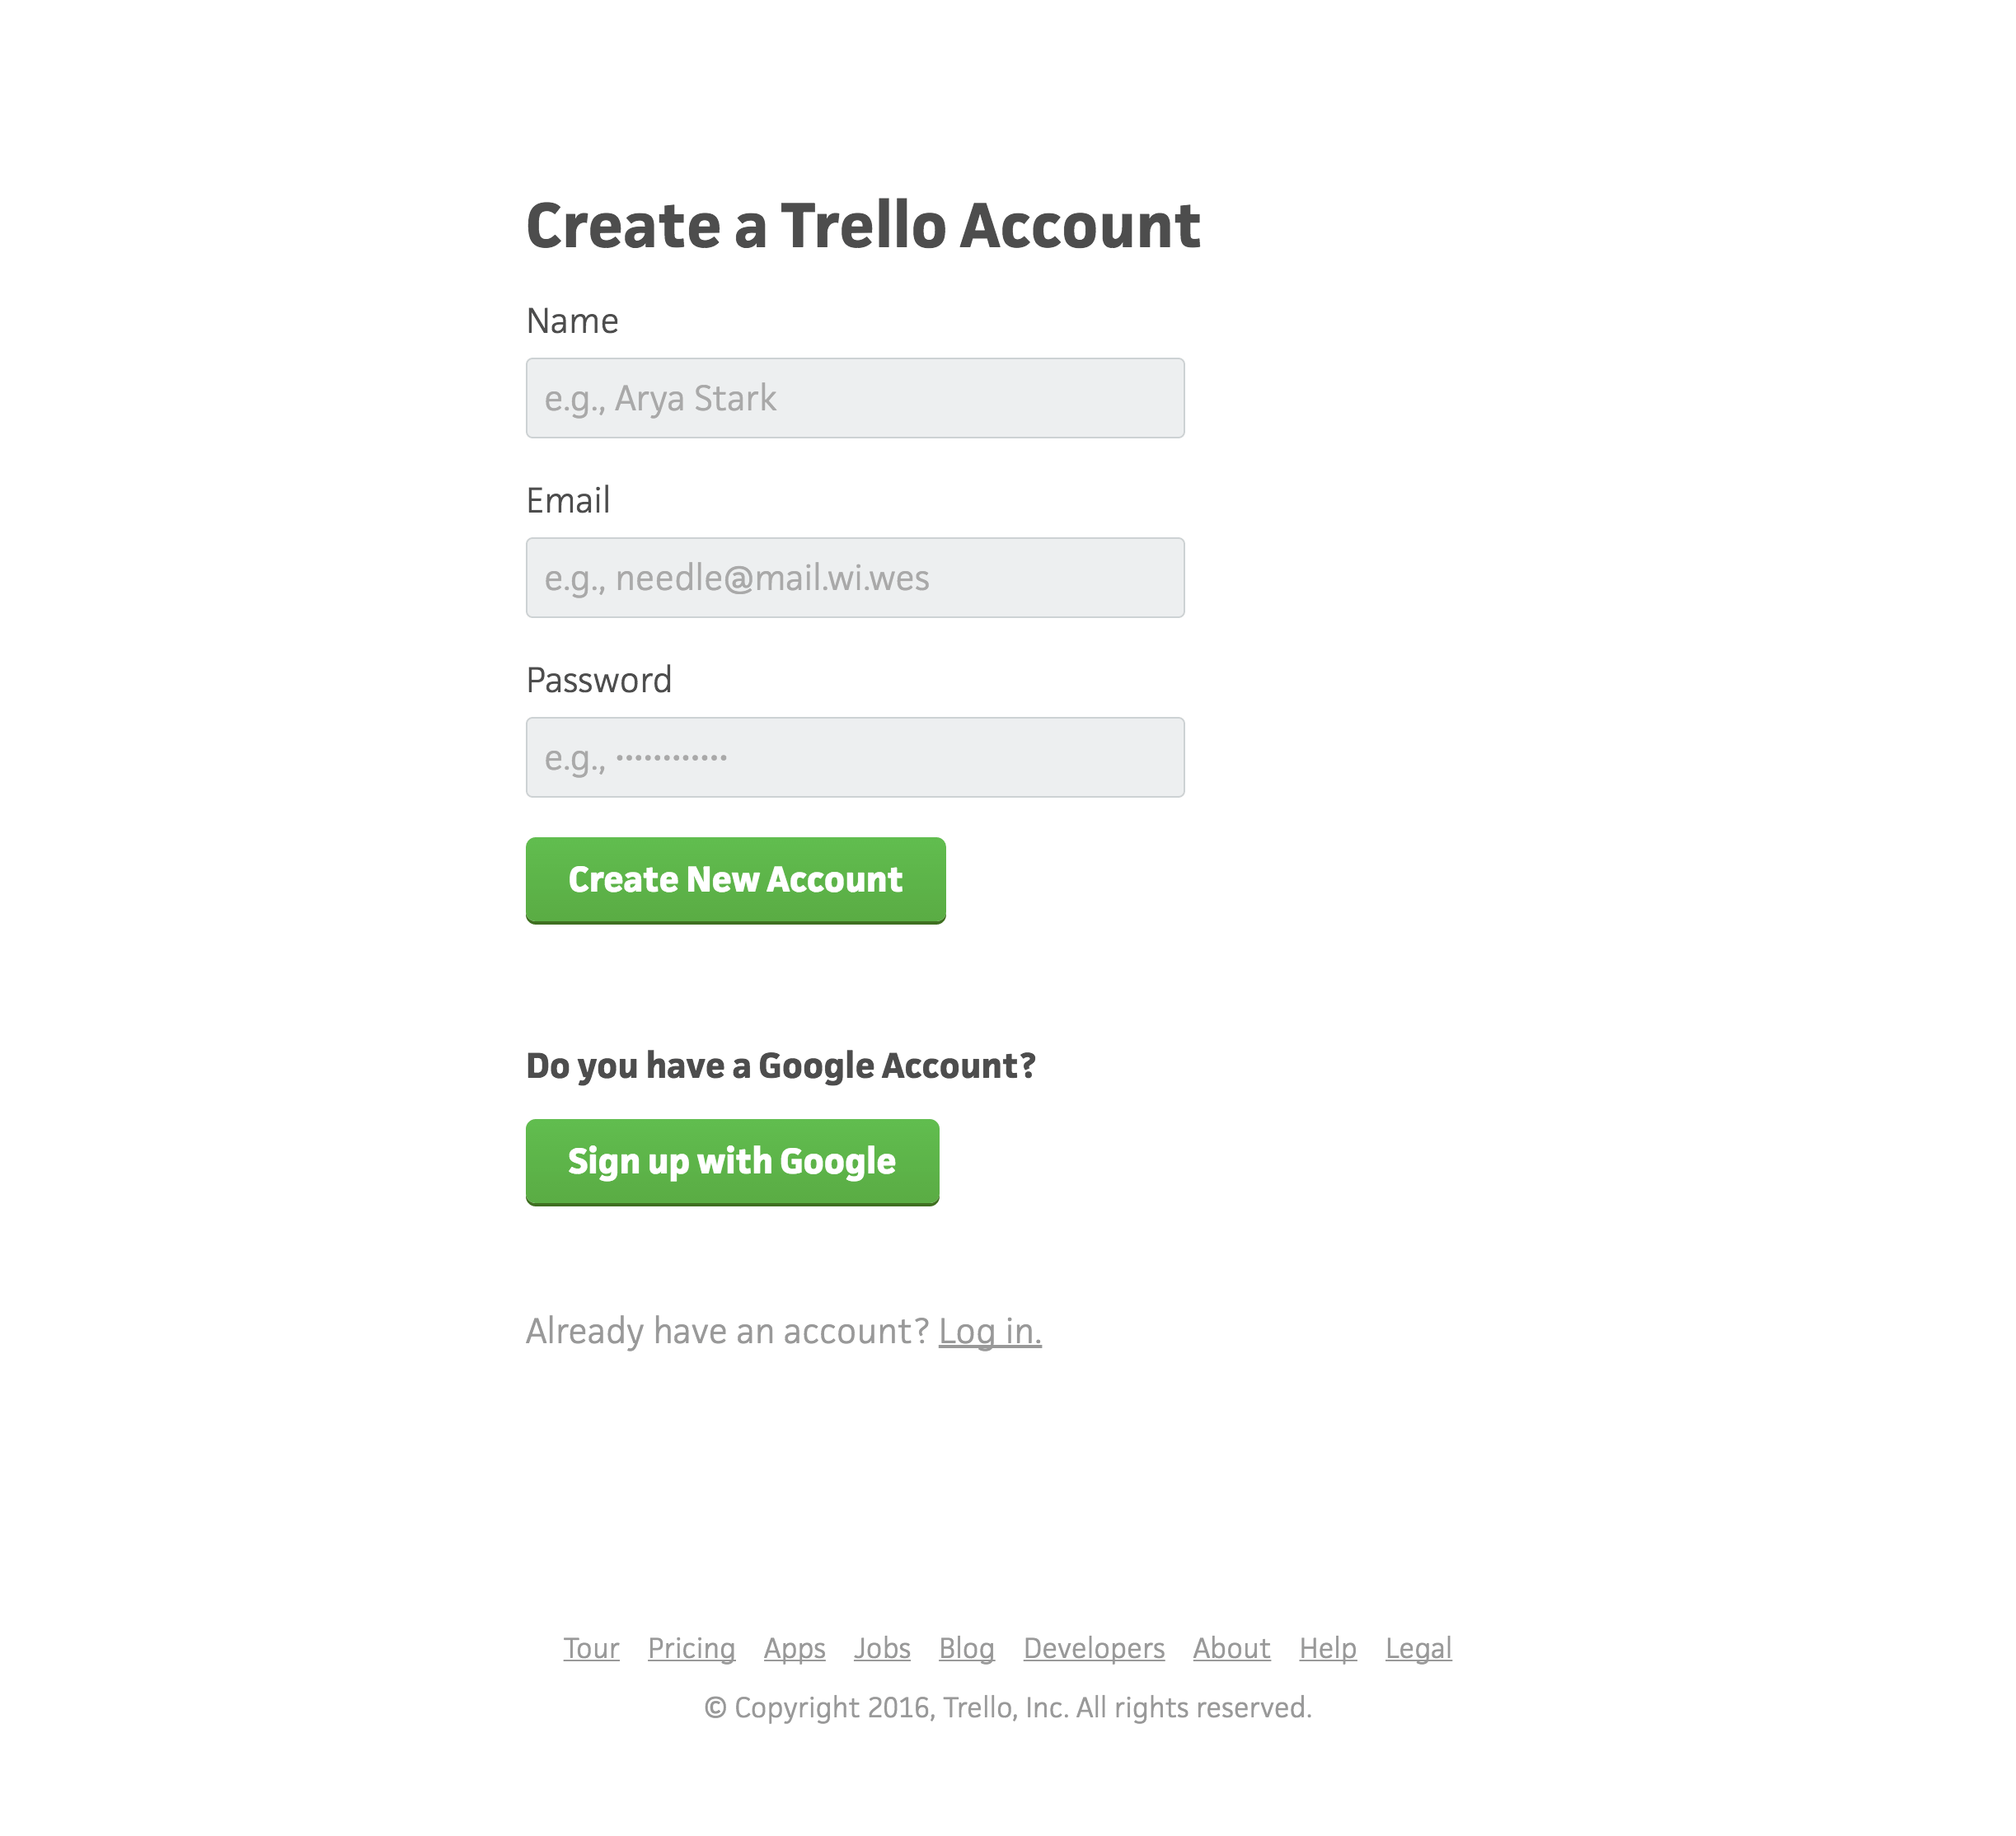 Create a Trello Account
Name
e.g., Arya Stark
Email
e.g., needle@mail.wi.wes
Password
e.g., ••••••••••••
Create New Account
Do you have a Google Account?
Sign up with Google
Already have an account? Log in.
Tour Pricing Apps Jobs Blog Developers About Help Legal
© Copyright 2016, Trello, Inc. All rights reserved.